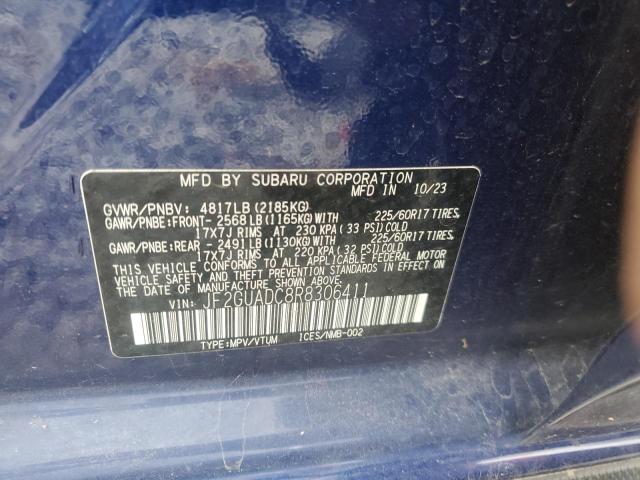 MFD BY SUBARU CORPORATION
MFD IN 10/23
GVWR/PNBV: 4817LB(2185KG)
GAWR/PNBE:FRONT- 2568LB(1165KG)WITH 225/60R17 TIRES,
17X7J RIMS AT 230 KPA(33 PSI)COLD
GAWR/PNBE:REAR - 2491LB(1130KG)WITH 225/60R17 TIRES,
17X7J RIMS AT 220 KPA(32 PSI)COLD
THIS VEHICLE CONFORMS TO ALL APPLICABLE FEDERAL MOTOR
VEHICLE SAFETY, BUMPER, AND THEFT PREVENTION STANDARDS
IN EFFECT ON THE DATE OF MANUFACTURE SHOWN ABOVE.
VIN: JF2GUADC8R8306411
TYPE:MPV/VTUM ICES/NMB-002